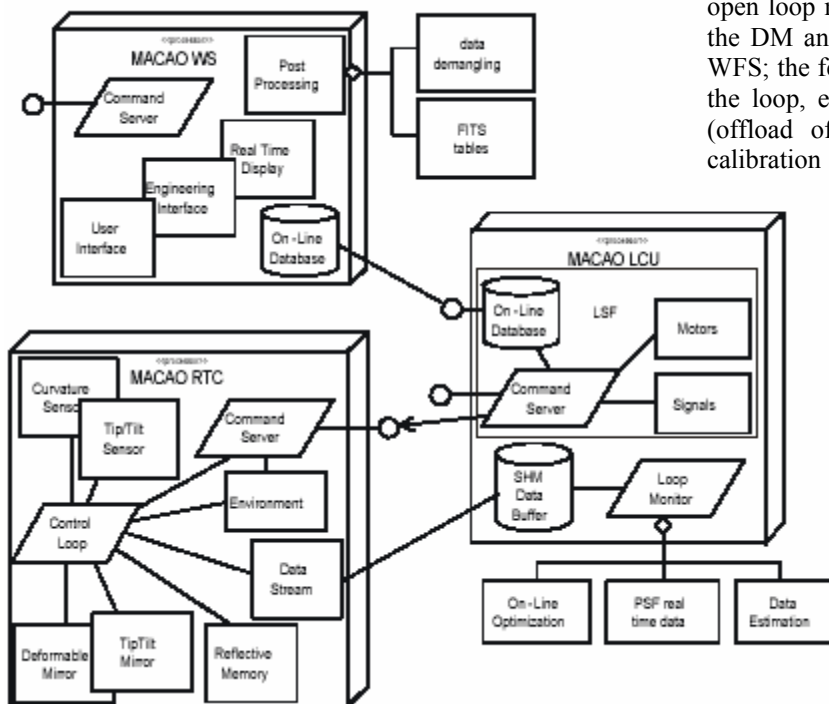 open loop
the DM an
WFS; the
the loop, e
(offload of
calibration
<<processor>>
MACAO WS
Command
Server
Post
Processing
data
demangling
FITS
tables
Real Time
Display
Engineering
Interface
User
Interface
On-Line
Database
<<processor>>
MACAO LCU
On-Line
Database
LSF
Motors
Command
Server
Signals
SHM
Data
Buffer
Loop
Monitor
On-Line
Optimization
PSF real
time data
Data
Estimation
<<processor>>
MACAO RTC
Curvature
Sensor
Tip/Tilt
Sensor
Command
Server
Environment
Control
Loop
Data
Stream
Deformable
Mirror
TipTilt
Mirror
Reflective
Memory